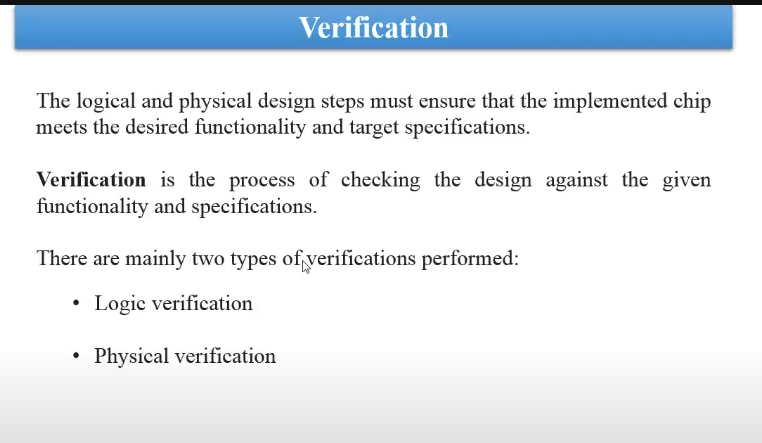 Verification
The logical and physical design steps must ensure that the implemented chip
meets the desired functionality and target specifications.
Verification is the process of checking the design against the given
functionality and specifications.
There are mainly two types of verifications performed:
• Logic verification
• Physical verification